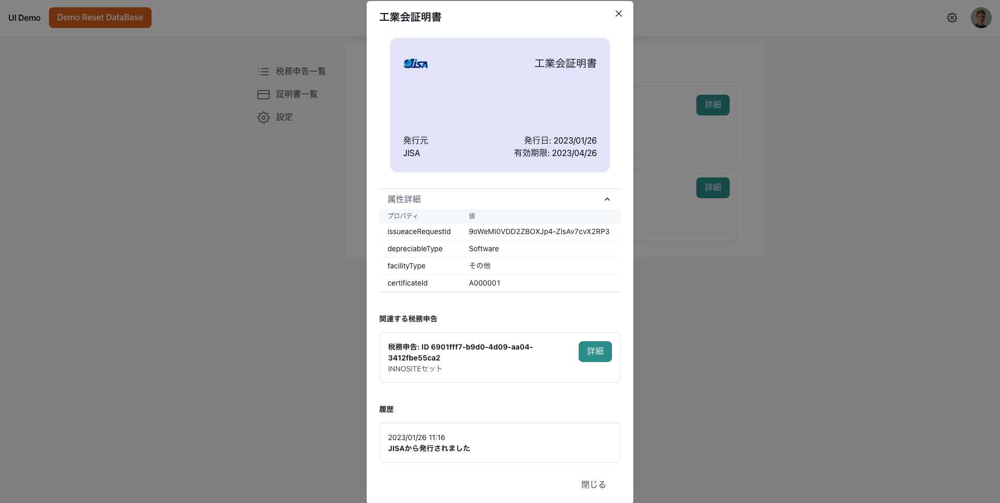 UI Demo
Demo Reset DataBase
税務申告一覧
証明書一覧
設定
詳細
詳細
工業会証明書
JISA
工業会証明書
発行元
JISA
発行日: 2023/01/26
有効期限: 2023/04/26
属性詳細
プロパティ 値
issueaceRequestId 9oWeMI0VDD2ZBOXJp4-ZIsAv7cvX2RP3
depreciableType Software
facilityType その他
certificateId A000001
関連する税務申告
税務申告: ID 6901fff7-b9d0-4d09-aa04-
3412fbe55ca2
INNOSiTEセット
詳細
履歴
2023/01/26 11:16
JISAから発行されました
閉じる